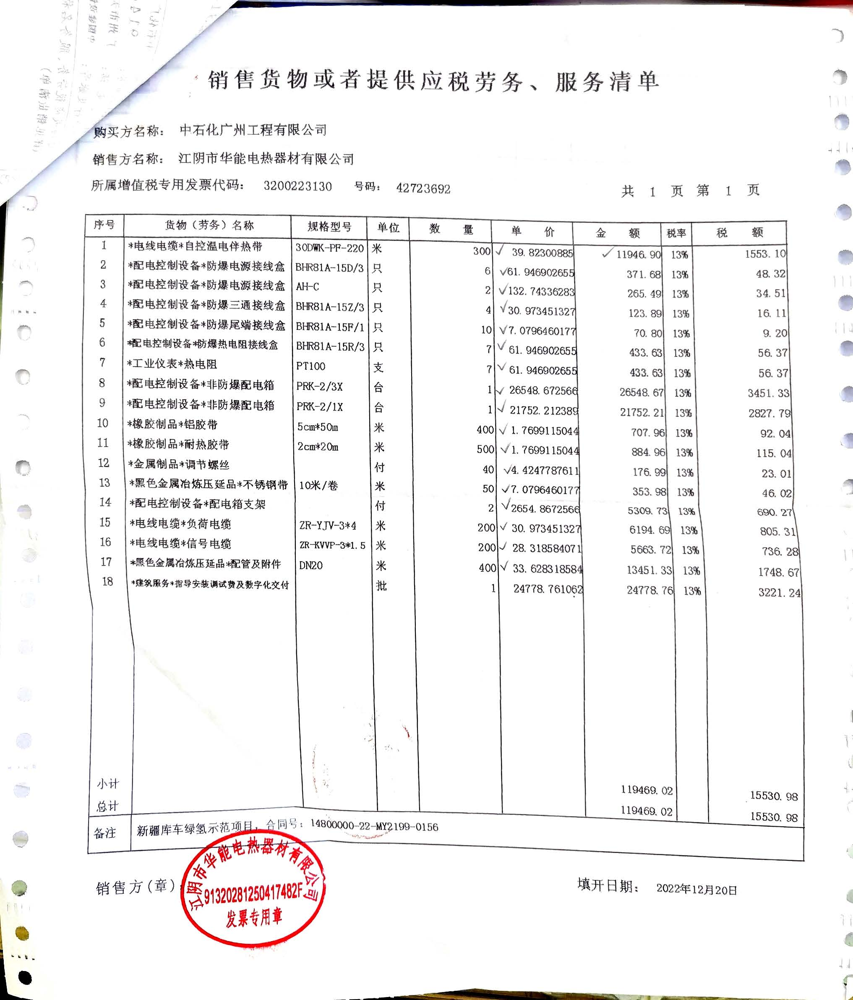 销售货物或者提供应税劳务、服务清单
购买方名称： 中石化广州工程有限公司
销售方名称： 江阴市华能电热器材有限公司
所属增值税专用发票代码： 3200223130 号码： 42723692 共 1 页 第 1 页
序号 货物（劳务）名称 规格型号 单位 数 量 单 价 金 额 税率 税 额
1 *电线电缆*自控温电伴热带 30DWK-PF-220 米 300 39.82300885 11946.90 13% 1553.10
2 *配电控制设备*防爆电源接线盒 BHR81A-15D/3 只 6 61.946902655 371.68 13% 48.32
3 *配电控制设备*防爆电源接线盒 AH-C 只 2 132.74336283 265.49 13% 34.51
4 *配电控制设备*防爆三通接线盒 BHR81A-15Z/3 只 4 30.973451327 123.89 13% 16.11
5 *配电控制设备*防爆尾端接线盒 BHR81A-15F/1 只 10 7.0796460177 70.80 13% 9.20
6 *配电控制设备*防爆热电阻接线盒 BHR81A-15R/3 只 7 61.946902655 433.63 13% 56.37
7 *工业仪表*热电阻 PT100 支 7 61.946902655 433.63 13% 56.37
8 *配电控制设备*非防爆配电箱 PRK-2/3X 台 1 26548.672566 26548.67 13% 3451.33
9 *配电控制设备*非防爆配电箱 PRK-2/1X 台 1 21752.212389 21752.21 13% 2827.79
10 *橡胶制品*铝胶带 5cm*50m 米 400 1.7699115044 707.96 13% 92.04
11 *橡胶制品*耐热胶带 2cm*20m 米 500 1.7699115044 884.96 13% 115.04
12 *金属制品*调节螺丝 付 40 4.4247787611 176.99 13% 23.01
13 *黑色金属冶炼压延品*不锈钢带 10米/卷 米 50 7.0796460177 353.98 13% 46.02
14 *配电控制设备*配电箱支架 付 2 2654.8672566 5309.73 13% 690.27
15 *电线电缆*负荷电缆 ZR-YJV-3*4 米 200 30.973451327 6194.69 13% 805.31
16 *电线电缆*信号电缆 ZR-KVVP-3*1.5 米 200 28.318584071 5663.72 13% 736.28
17 *黑色金属冶炼压延品*配管及附件 DN20 米 400 33.628318584 13451.33 13% 1748.67
18 *建筑服务*指导安装调试费及数字化交付 批 1 24778.761062 24778.76 13% 3221.24
小计 119469.02 15530.98
总计 119469.02 15530.98
备注 新疆库车绿氢示范项目，合同号：14800000-22-MY2199-0156
销售方(章)： 填开日期： 2022年12月20日
江阴市华能电热器材有限公司
91320281250417482F
发票专用章